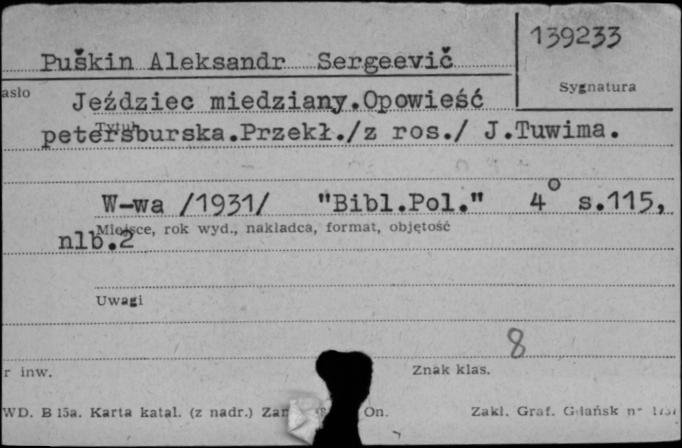 139233
Puškin Aleksandr Sergeevič
asło
Sygnatura
Jeździec miedziany.Opowieść
Tytuł
petersburska.Przekł./z ros./ J.Tuwima.
W-wa /1931/ "Bibl.Pol." 4° s.115,
Miejsce, rok wyd., nakładca, format, objętość
nlb.2
Uwagi
8
r inw.
Znak klas.
WD. B 15a. Karta katal. (z nadr.) On.
Zakł. Graf. Gdańsk